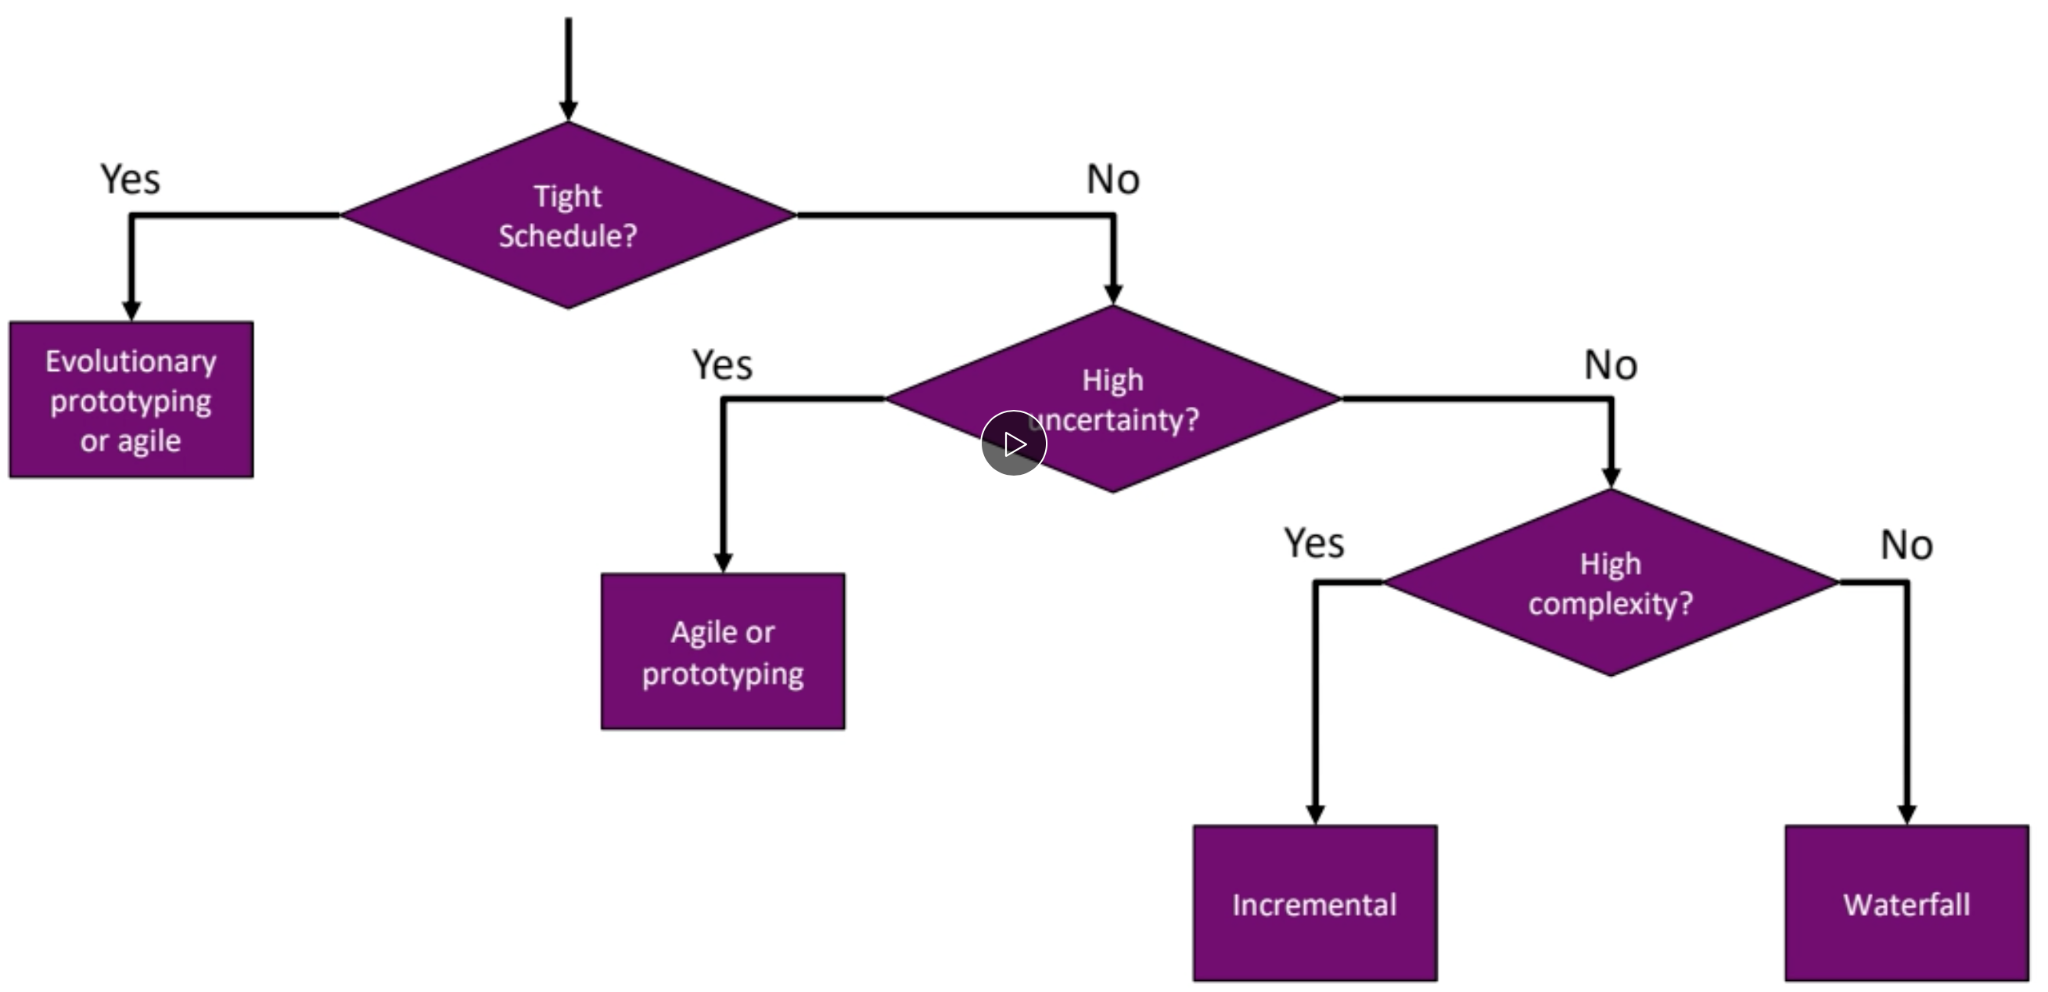 Yes
No
Tight
Schedule?
Evolutionary
prototyping
or agile
Yes
No
High
uncertainty?
Agile or
prototyping
Yes
No
High
complexity?
Incremental
Waterfall